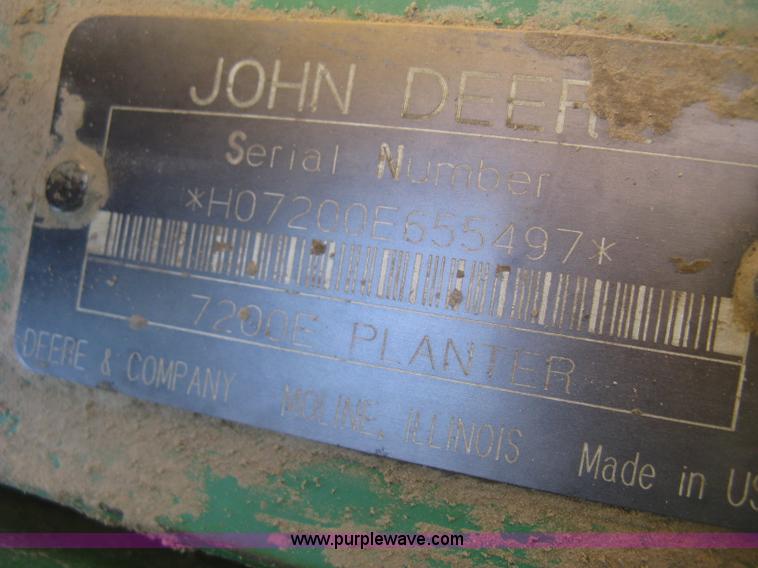 JOHN DEER
Serial Number
*H07200E655497*
7200E PLANTER
DEERE & COMPANY MOLINE, ILLINOIS Made in US
www.purplewave.com